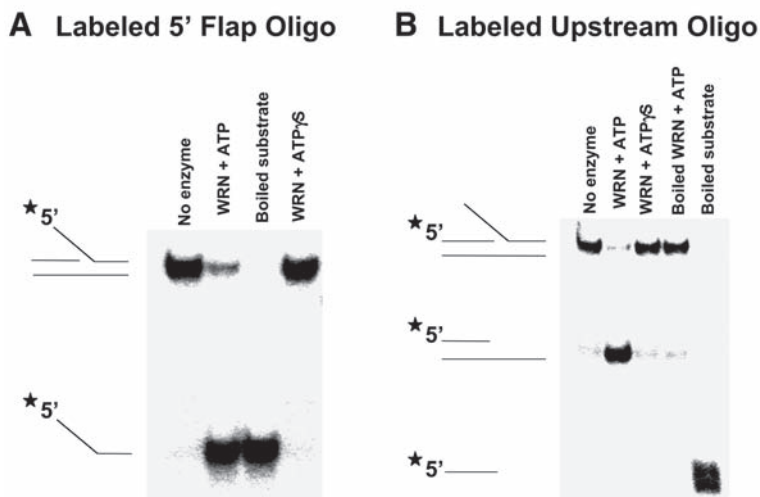 A Labeled 5' Flap Oligo
No enzyme
WRN + ATP
Boiled substrate
WRN + ATPγS
★5'
★5'
B Labeled Upstream Oligo
No enzyme
WRN + ATP
WRN + ATPγS
Boiled WRN + ATP
Boiled substrate
★5'
★5'
★5'